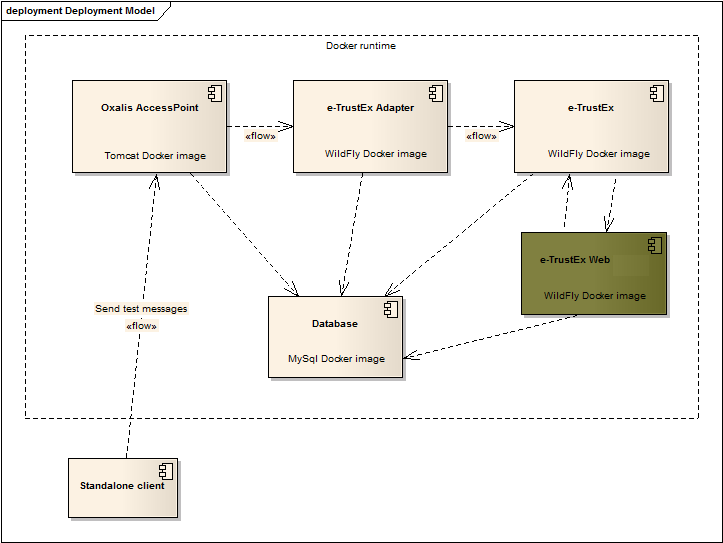 deployment Deployment Model
Docker runtime
Oxalis AccessPoint
Tomcat Docker image
«flow»
e-TrustEx Adapter
WildFly Docker image
«flow»
e-TrustEx
WildFly Docker image
e-TrustEx Web
WildFly Docker image
Send test messages
«flow»
Database
MySql Docker image
Standalone client